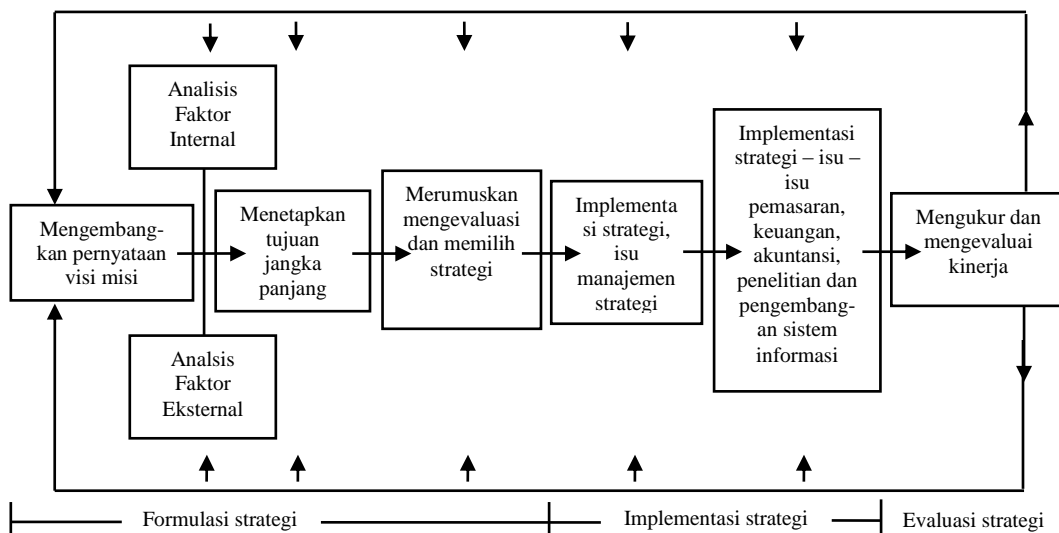 Analisis
Faktor
Internal
Mengembang-
kan pernyataan
visi misi
Analsis
Faktor
Eksternal
Menetapkan
tujuan
jangka
panjang
Merumuskan
mengevaluasi
dan memilih
strategi
Implementa
si strategi,
isu
manajemen
strategi
Implementasi
strategi – isu –
isu
pemasaran,
keuangan,
akuntansi,
penelitian dan
pengembang-
an sistem
informasi
Mengukur dan
mengevaluai
kinerja
Formulasi strategi
Implementasi strategi
Evaluasi strategi